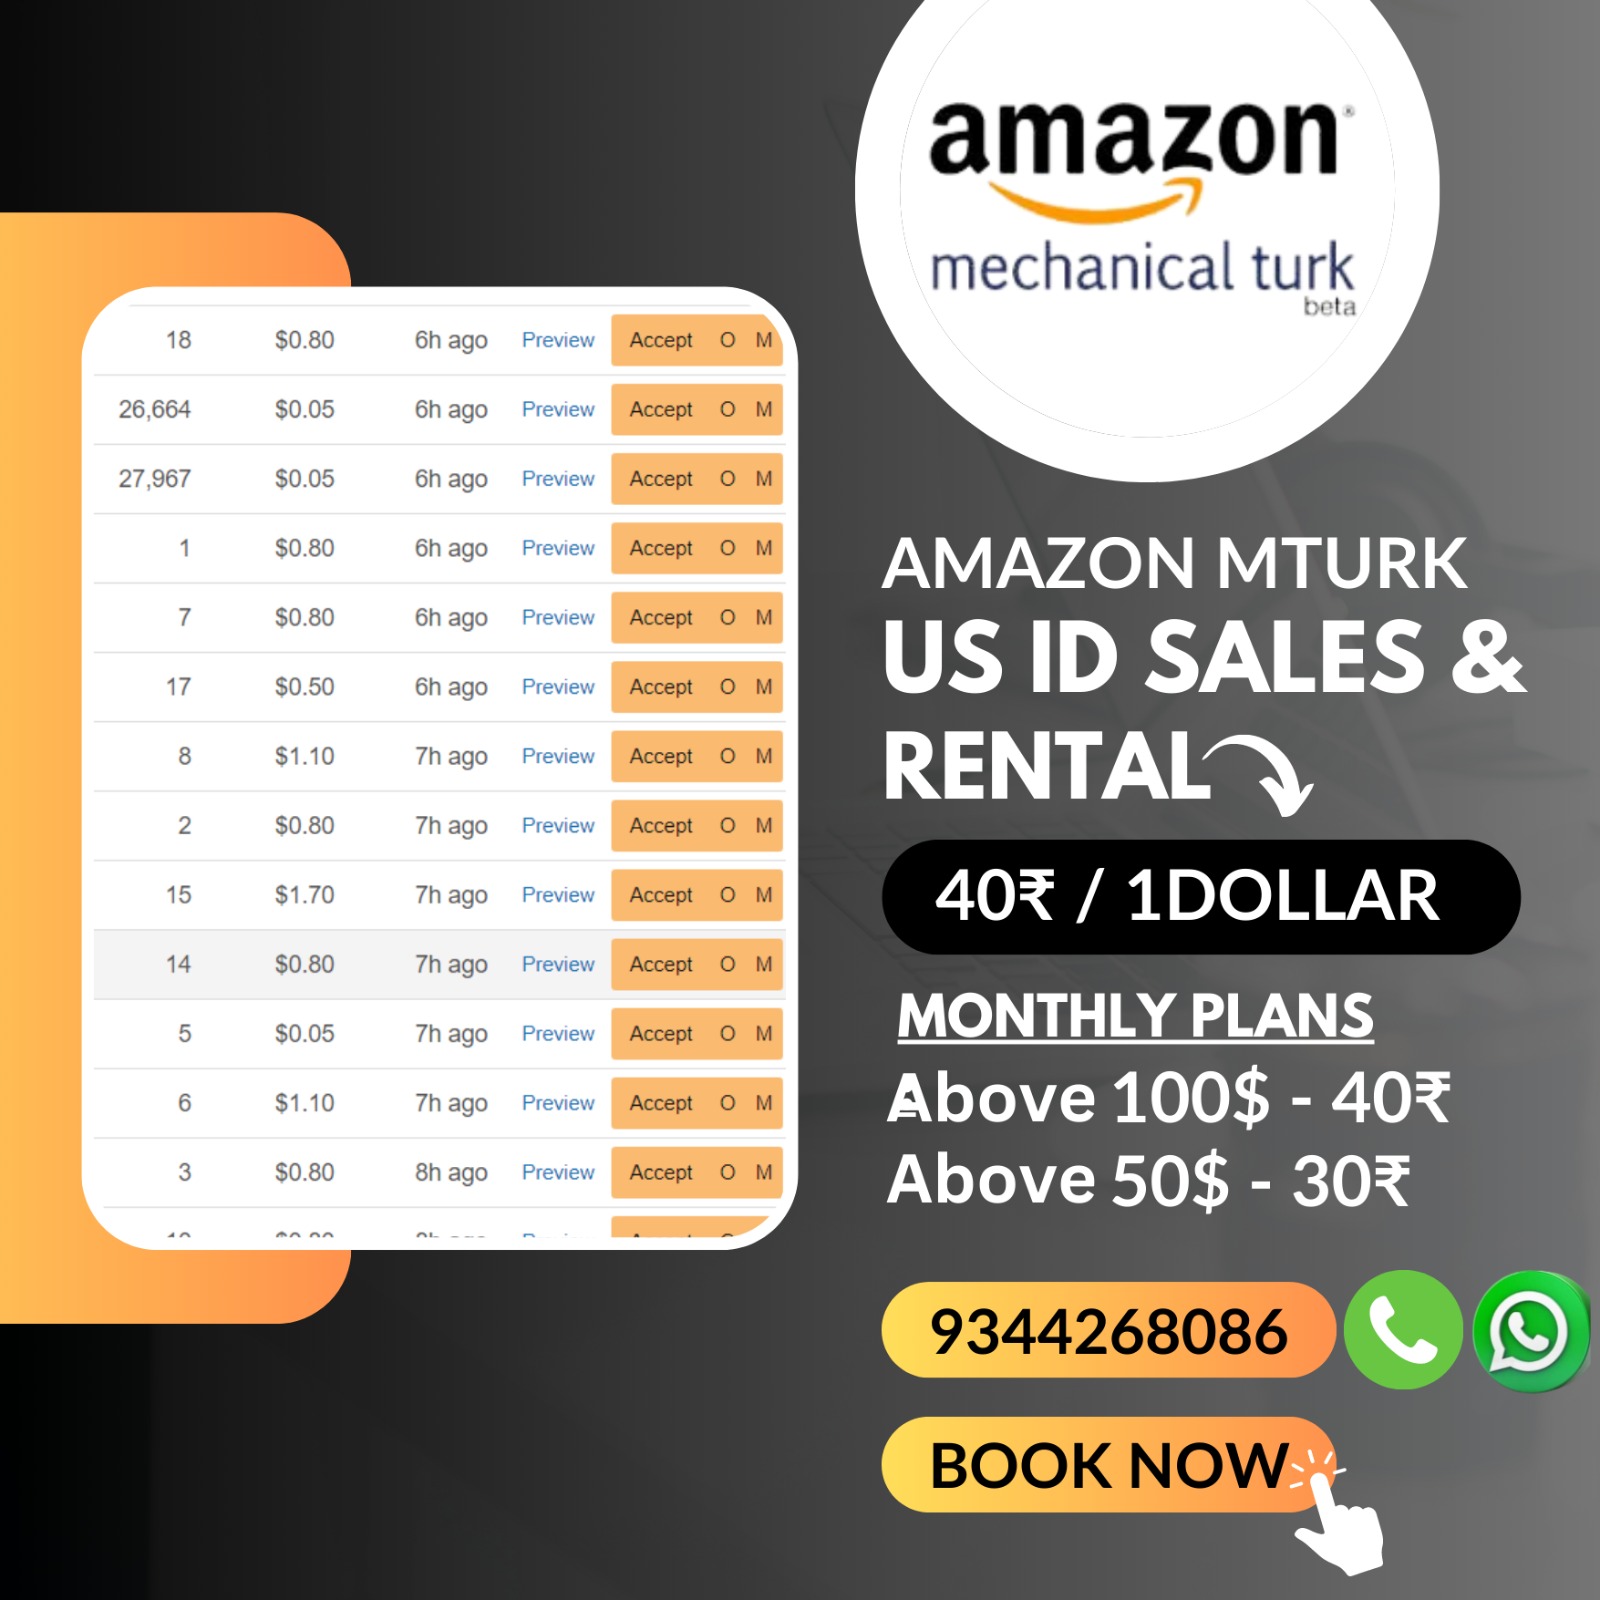 amazon®
mechanical turk
beta
18 $0.80 6h ago Preview Accept O M
26,664 $0.05 6h ago Preview Accept O M
27,967 $0.05 6h ago Preview Accept O M
1 $0.80 6h ago Preview Accept O M
7 $0.80 6h ago Preview Accept O M
17 $0.50 6h ago Preview Accept O M
8 $1.10 7h ago Preview Accept O M
2 $0.80 7h ago Preview Accept O M
15 $1.70 7h ago Preview Accept O M
14 $0.80 7h ago Preview Accept O M
5 $0.05 7h ago Preview Accept O M
6 $1.10 7h ago Preview Accept O M
3 $0.80 8h ago Preview Accept O M
AMAZON MTURK
US ID SALES &
RENTAL
40₹ / 1DOLLAR
MONTHLY PLANS
Above 100$ - 40₹
Above 50$ - 30₹
9344268086
BOOK NOW